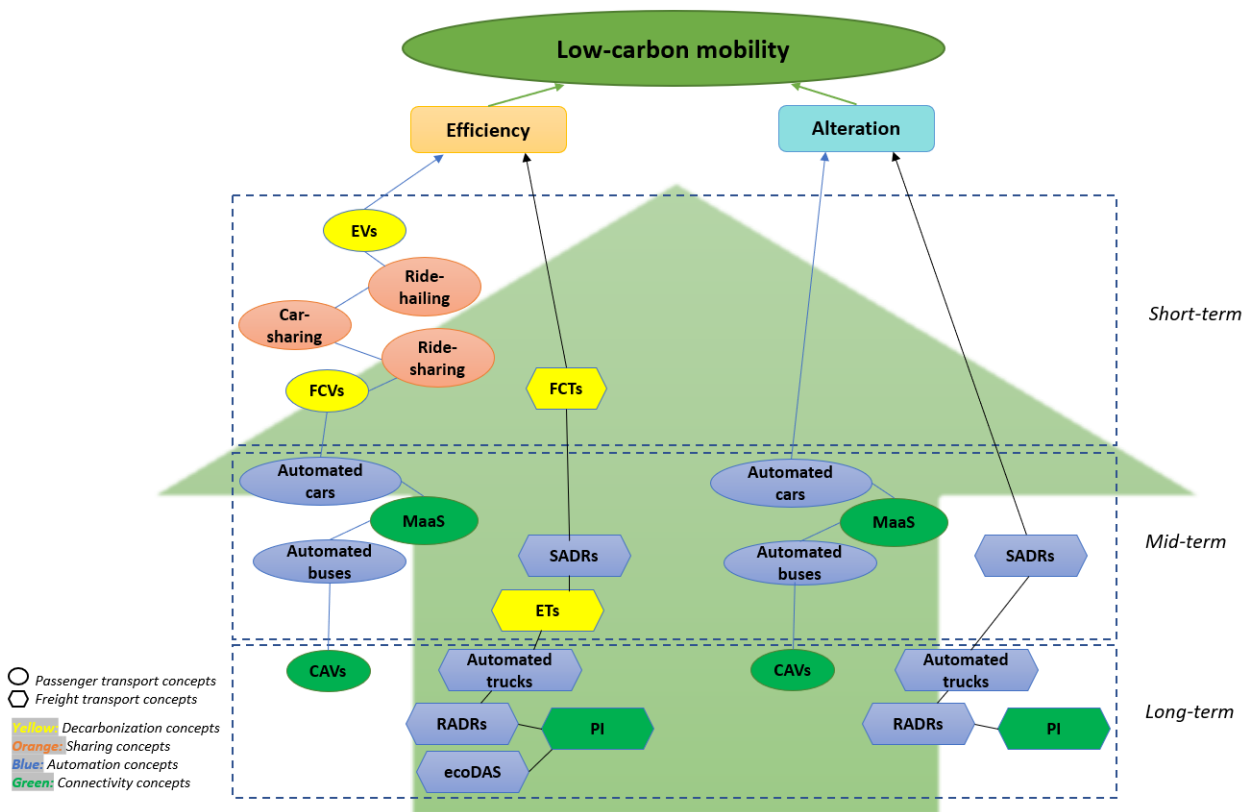 Low-carbon mobility
Efficiency
Alteration
EVs
Ride-
hailing
Car-
sharing
Ride-
sharing
FCVs
FCTs
Short-term
Automated
cars
MaaS
Automated
buses
SADRs
ETs
Automated
cars
MaaS
Automated
buses
SADRs
Mid-term
CAVs
Automated
trucks
RADRs
PI
ecoDAS
CAVs
Automated
trucks
RADRs
PI
Long-term
Passenger transport concepts
Freight transport concepts
Yellow: Decarbonization concepts
Orange: Sharing concepts
Blue: Automation concepts
Green: Connectivity concepts